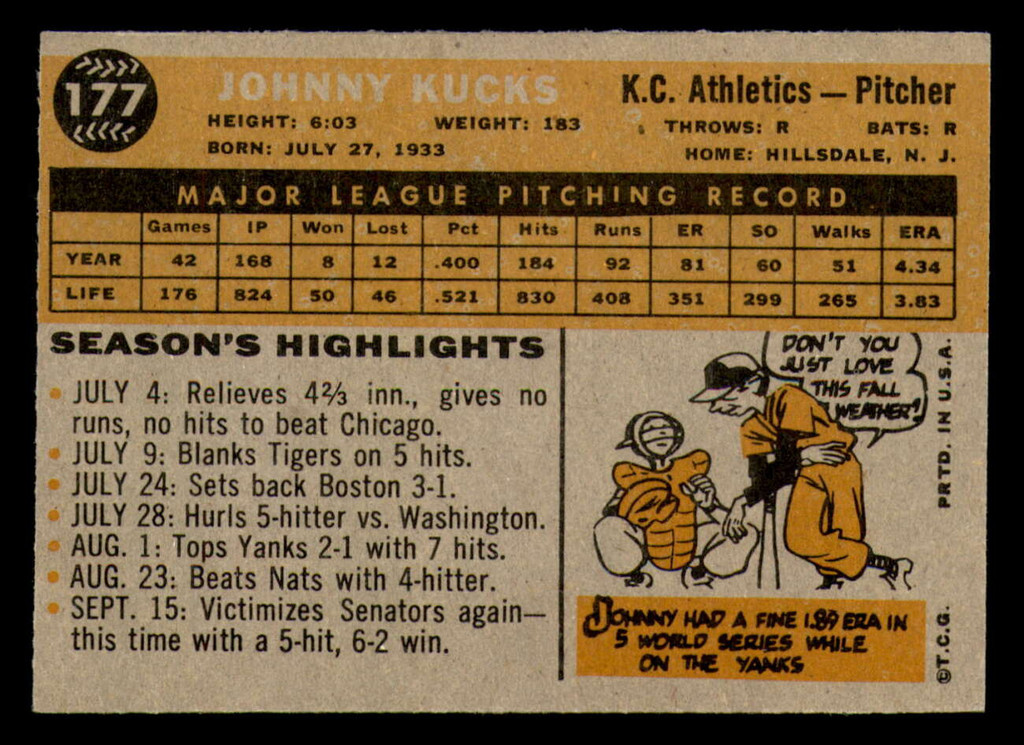 177
JOHNNY KUCKS
K.C. Athletics — Pitcher
HEIGHT: 6:03 WEIGHT: 183 THROWS: R BATS: R
BORN: JULY 27, 1933 HOME: HILLSDALE, N. J.
MAJOR LEAGUE PITCHING RECORD
Games IP Won Lost Pct Hits Runs ER SO Walks ERA
YEAR 42 168 8 12 .400 184 92 81 60 51 4.34
LIFE 176 824 50 46 .521 830 408 351 299 265 3.83
SEASON'S HIGHLIGHTS
• JULY 4: Relieves 4⅔ inn., gives no
runs, no hits to beat Chicago.
• JULY 9: Blanks Tigers on 5 hits.
• JULY 24: Sets back Boston 3-1.
• JULY 28: Hurls 5-hitter vs. Washington.
• AUG. 1: Tops Yanks 2-1 with 7 hits.
• AUG. 23: Beats Nats with 4-hitter.
• SEPT. 15: Victimizes Senators again—
this time with a 5-hit, 6-2 win.
DON'T YOU
JUST LOVE
THIS FALL
WEATHER?
JOHNNY HAD A FINE 1.89 ERA IN
5 WORLD SERIES WHILE
ON THE YANKS
©T.C.G. PRTD. IN U.S.A.